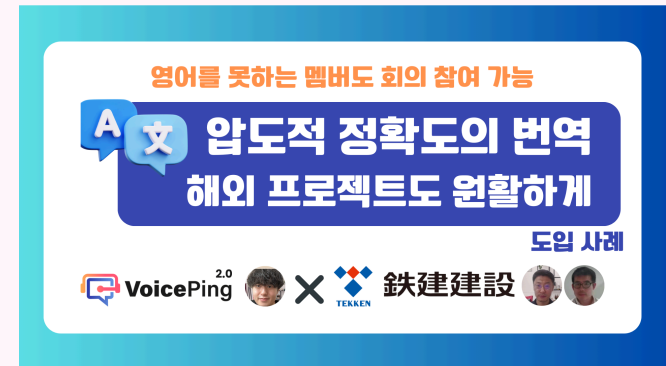 영어를 못하는 멤버도 회의 참여 가능
A 文
압도적 정확도의 번역
해외 프로젝트도 원활하게
도입 사례
VoicePing 2.0 × TEKKEN 鉄建建設